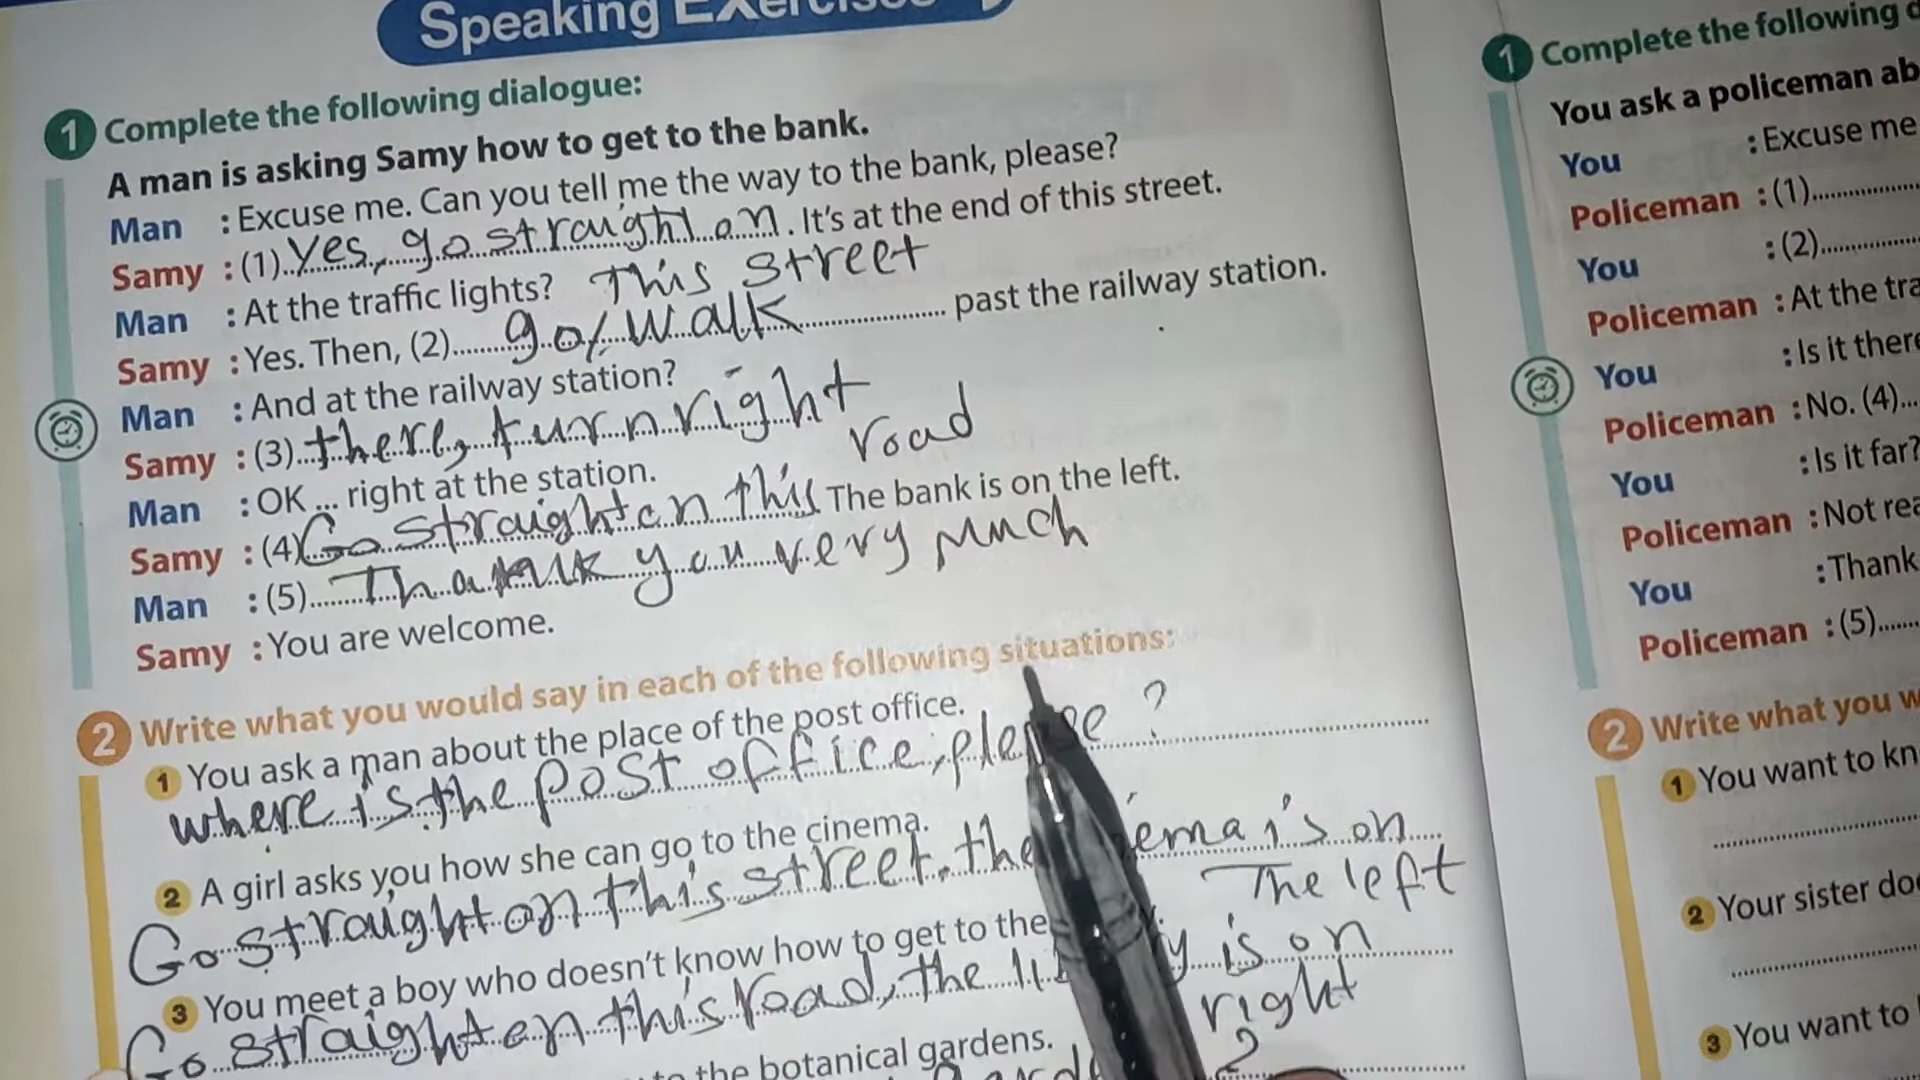 Speaking Exercises
1 Complete the following dialogue:
A man is asking Samy how to get to the bank.
Man : Excuse me. Can you tell me the way to the bank, please?
Samy : (1) Yes, go straight on. It's at the end of this street.
This street
Man : At the traffic lights?
Samy : Yes. Then, (2) go/walk past the railway station.
Man : And at the railway station?
Samy : (3) there, turn right
Man : OK ... right at the station.
road
Samy : (4) Go straight on this The bank is on the left.
Man : (5) Thank you very much
Samy : You are welcome.
2 Write what you would say in each of the following situations:
1 You ask a man about the place of the post office.
where is the post office, please ?
2 A girl asks you how she can go to the cinema.
Go straight on this street, the is on
The left
3 You meet a boy who doesn't know how to get to the
Go straight on this road, the is on
right
to the botanical gardens.
?
1 Complete the following
You ask a policeman
You : Excuse me
Policeman : (1)
You : (2)
Policeman : At the
You : Is it
Policeman : No. (4)...
You : Is it far?
Policeman : Not
You : Thank
Policeman : (5)
2 Write what you
1 You want to
2 Your sister
3 You want to